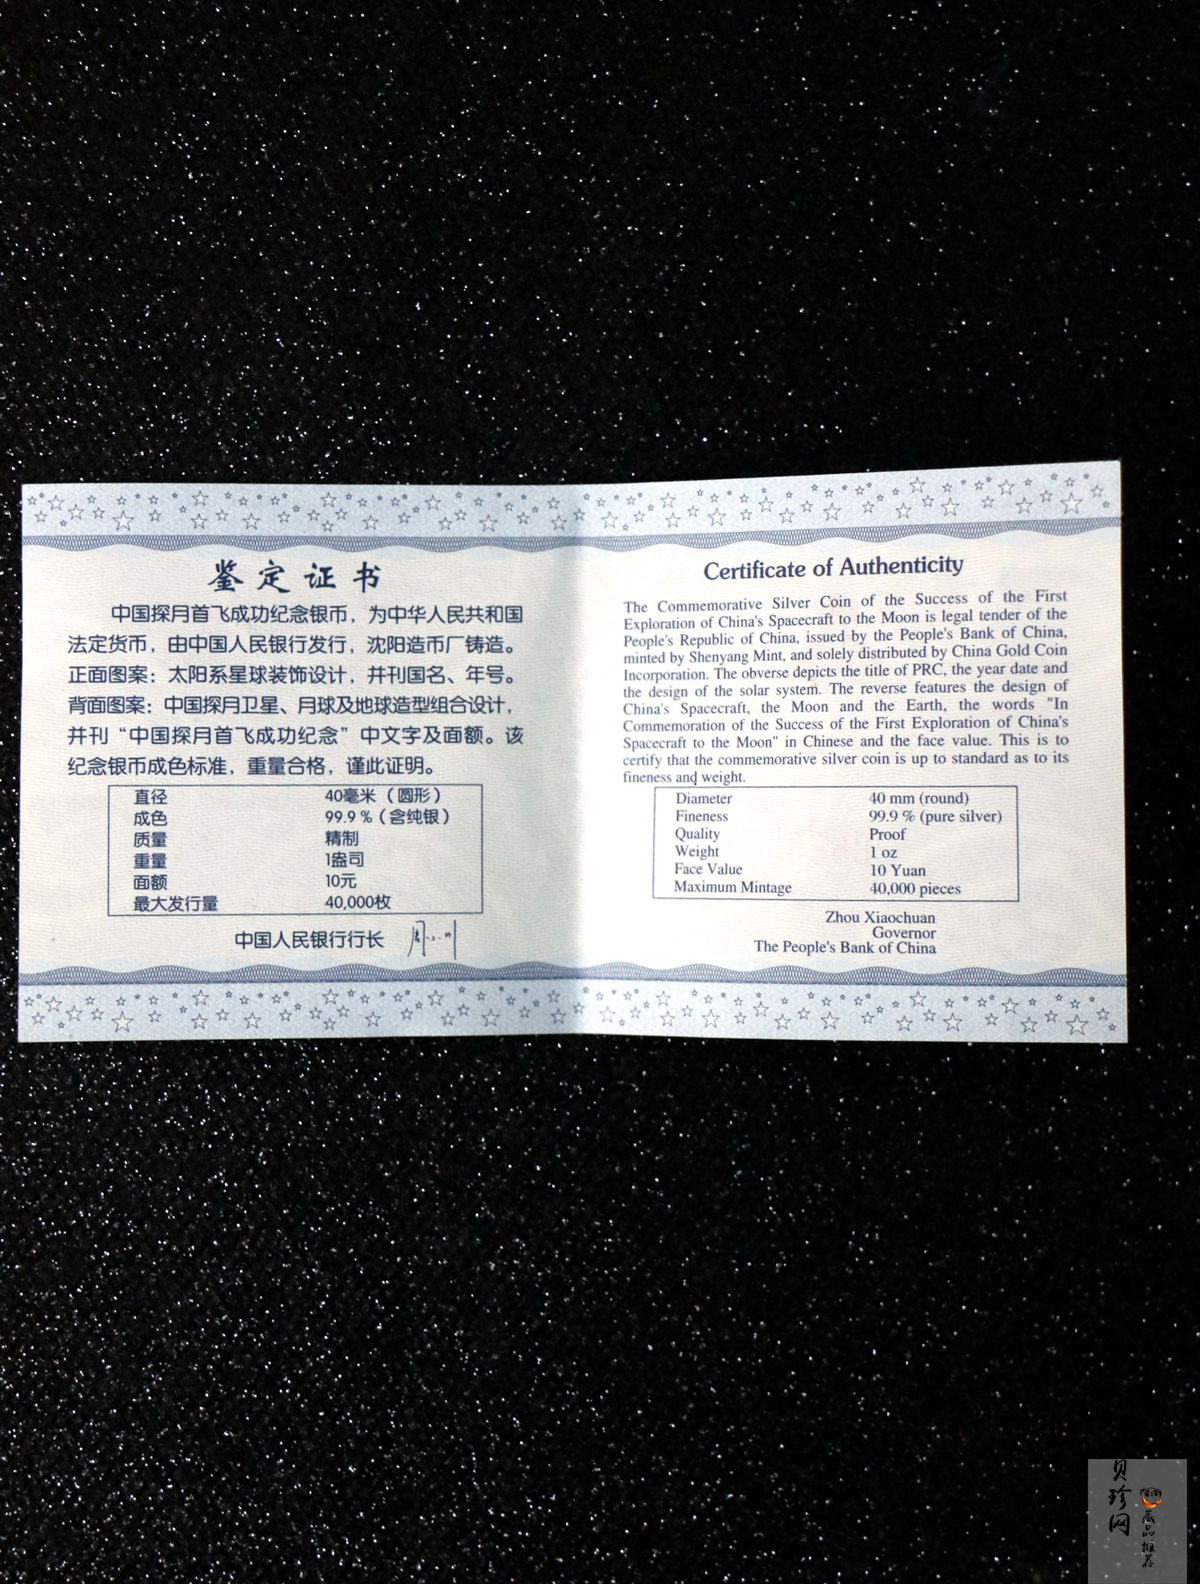 鉴定证书
中国探月首飞成功纪念银币，为中华人民共和国
法定货币，由中国人民银行发行，沈阳造币厂铸造。
正面图案：太阳系星球装饰设计，并刊国名、年号。
背面图案：中国探月卫星、月球及地球造型组合设计，
并刊“中国探月首飞成功纪念”中文字及面额。该
纪念银币成色标准，重量合格，谨此证明。
直径 40毫米（圆形）
成色 99.9％（含纯银）
质量 精制
重量 1盎司
面额 10元
最大发行量 40,000枚
中国人民银行行长
Certificate of Authenticity
The Commemorative Silver Coin of the Success of the First
Exploration of China's Spacecraft to the Moon is legal tender of the
People's Republic of China, issued by the People's Bank of China,
minted by Shenyang Mint, and solely distributed by China Gold Coin
Incorporation. The obverse depicts the title of PRC, the year date and
the design of the solar system. The reverse features the design of
China's Spacecraft, the Moon and the Earth, the words "In
Commemoration of the Success of the First Exploration of China's
Spacecraft to the Moon" in Chinese and the face value. This is to
certify that the commemorative silver coin is up to standard as to its
fineness and weight.
Diameter 40 mm (round)
Fineness 99.9 % (pure silver)
Quality Proof
Weight 1 oz
Face Value 10 Yuan
Maximum Mintage 40,000 pieces
Zhou Xiaochuan
Governor
The People's Bank of China
贝珍网
藏品推荐